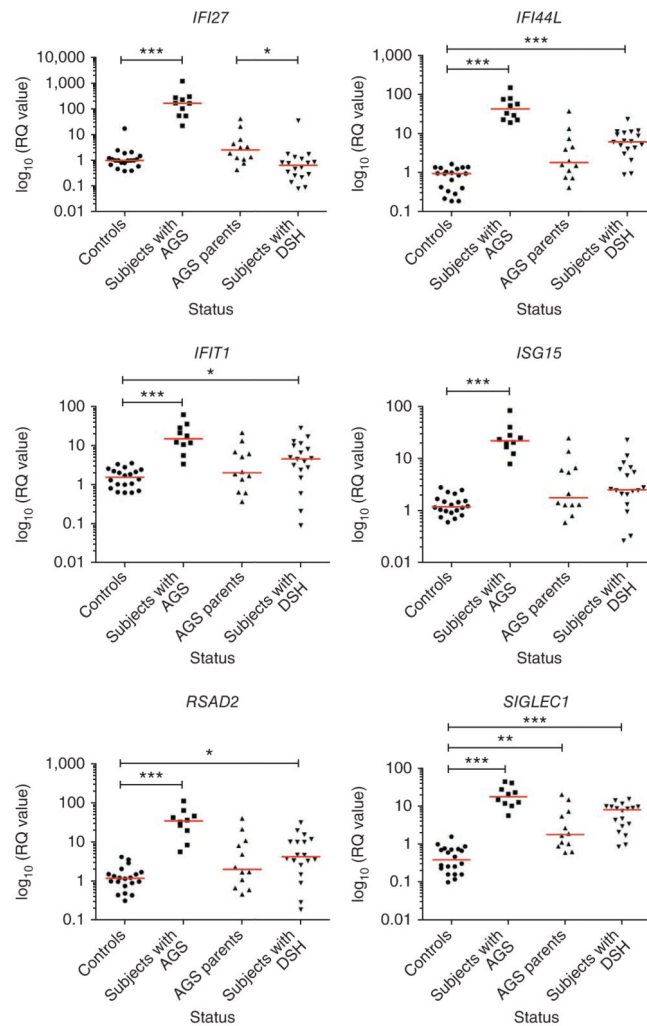 IFI27
10,000
1,000
100
10
1
0.1
0.01
log10 (RQ value)
***
*
Controls
Subjects with
AGS
AGS parents
Subjects with
DSH
Status
IFI44L
1,000
100
10
1
0.1
log10 (RQ value)
***
***
Controls
Subjects with
AGS
AGS parents
Subjects with
DSH
Status
IFIT1
100
10
1
0.1
0.01
log10 (RQ value)
*
***
Controls
Subjects with
AGS
AGS parents
Subjects with
DSH
Status
ISG15
100
10
1
0.01
log10 (RQ value)
***
Controls
Subjects with
AGS
AGS parents
Subjects with
DSH
Status
RSAD2
1,000
100
10
1
0.1
log10 (RQ value)
*
***
Controls
Subjects with
AGS
AGS parents
Subjects with
DSH
Status
SIGLEC1
100
10
1
0.1
0.01
log10 (RQ value)
***
**
***
Controls
Subjects with
AGS
AGS parents
Subjects with
DSH
Status